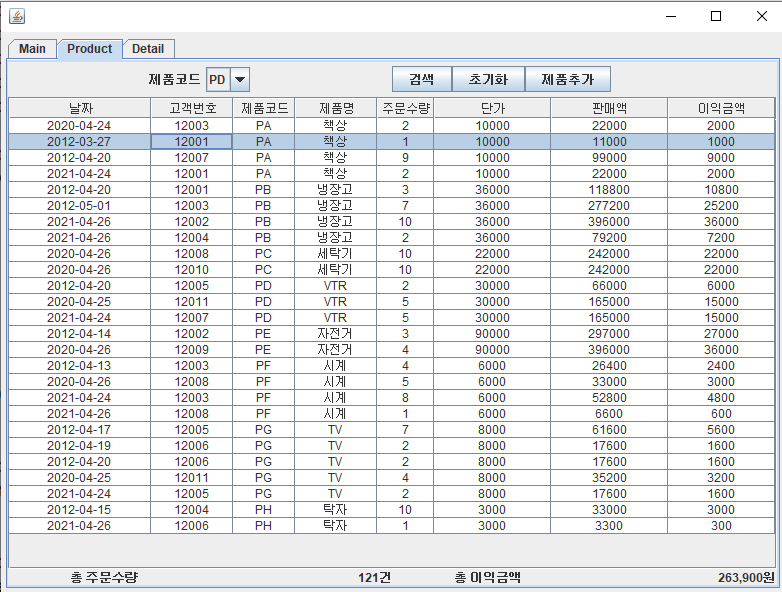 Main Product Detail
제품코드 PD 검색 초기화 제품추가
날짜 고객번호 제품코드 제품명 주문수량 단가 판매액 이익금액
2020-04-24 12003 PA 책상 2 10000 22000 2000
2012-03-27 12001 PA 책상 1 10000 11000 1000
2012-04-20 12007 PA 책상 9 10000 99000 9000
2021-04-24 12001 PA 책상 2 10000 22000 2000
2012-04-20 12001 PB 냉장고 3 36000 118800 10800
2012-05-01 12003 PB 냉장고 7 36000 277200 25200
2021-04-26 12002 PB 냉장고 10 36000 396000 36000
2021-04-26 12004 PB 냉장고 2 36000 79200 7200
2020-04-26 12008 PC 세탁기 10 22000 242000 22000
2020-04-26 12010 PC 세탁기 10 22000 242000 22000
2012-04-20 12005 PD VTR 2 30000 66000 6000
2020-04-25 12011 PD VTR 5 30000 165000 15000
2021-04-24 12007 PD VTR 5 30000 165000 15000
2012-04-14 12002 PE 자전거 3 90000 297000 27000
2020-04-26 12009 PE 자전거 4 90000 396000 36000
2012-04-13 12003 PF 시계 4 6000 26400 2400
2020-04-26 12008 PF 시계 5 6000 33000 3000
2021-04-24 12003 PF 시계 8 6000 52800 4800
2021-04-26 12008 PF 시계 1 6000 6600 600
2012-04-17 12005 PG TV 7 8000 61600 5600
2012-04-19 12006 PG TV 2 8000 17600 1600
2012-04-20 12006 PG TV 2 8000 17600 1600
2020-04-25 12011 PG TV 4 8000 35200 3200
2021-04-24 12005 PG TV 2 8000 17600 1600
2012-04-15 12004 PH 탁자 10 3000 33000 3000
2021-04-26 12006 PH 탁자 1 3000 3300 300
총 주문수량 121건 총 이익금액 263,900원